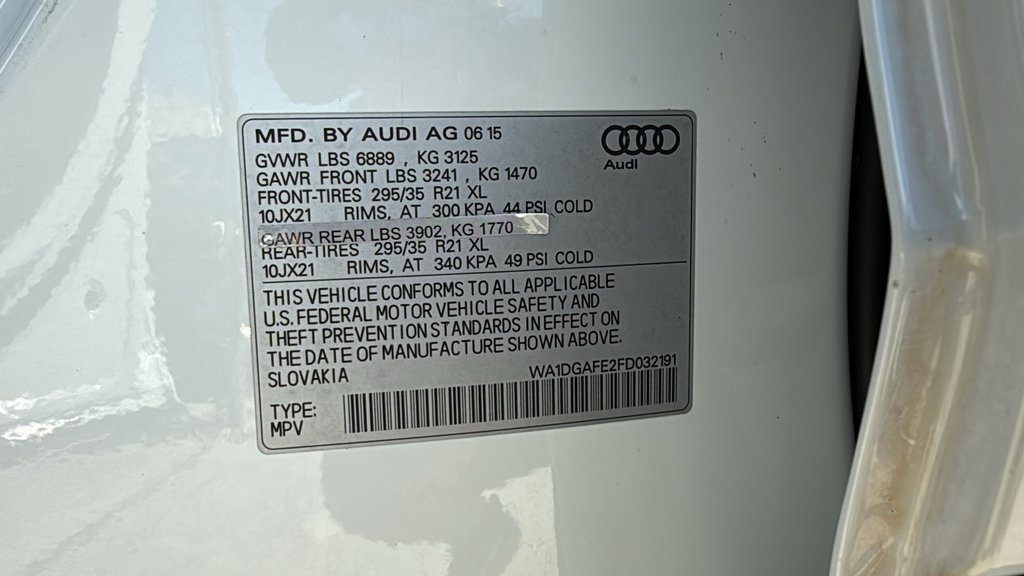 MFD. BY AUDI AG 06 15
Audi
GVWR LBS 6889 , KG 3125
GAWR FRONT LBS 3241 , KG 1470
FRONT-TIRES 295/35 R21 XL
10JX21 RIMS, AT 300 KPA 44 PSI COLD
GAWR REAR LBS 3902, KG 1770
REAR-TIRES 295/35 R21 XL
10JX21 RIMS, AT 340 KPA 49 PSI COLD
THIS VEHICLE CONFORMS TO ALL APPLICABLE
U.S. FEDERAL MOTOR VEHICLE SAFETY AND
THEFT PREVENTION STANDARDS IN EFFECT ON
THE DATE OF MANUFACTURE SHOWN ABOVE.
SLOVAKIA WA1DGAFE2FD032191
TYPE:
MPV